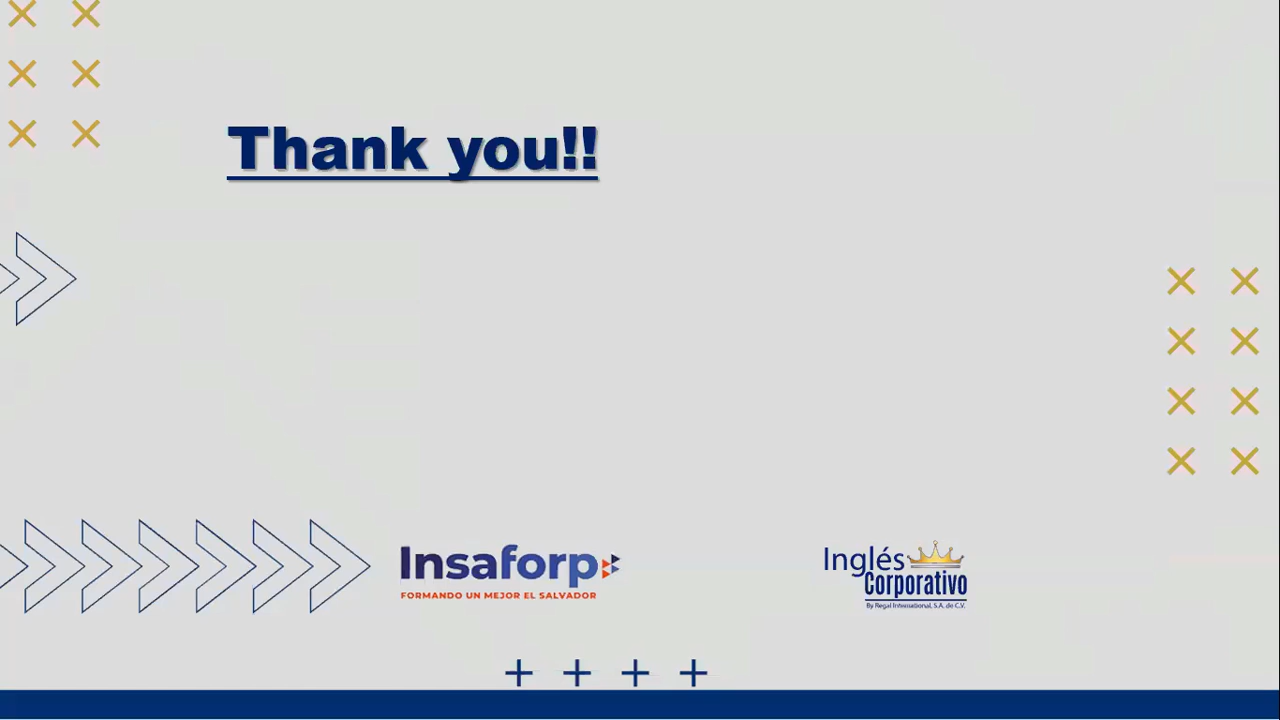 Thank you!!
Insaforp
FORMANDO UN MEJOR EL SALVADOR
Inglés
Corporativo
By Regal International, S.A. de C.V.